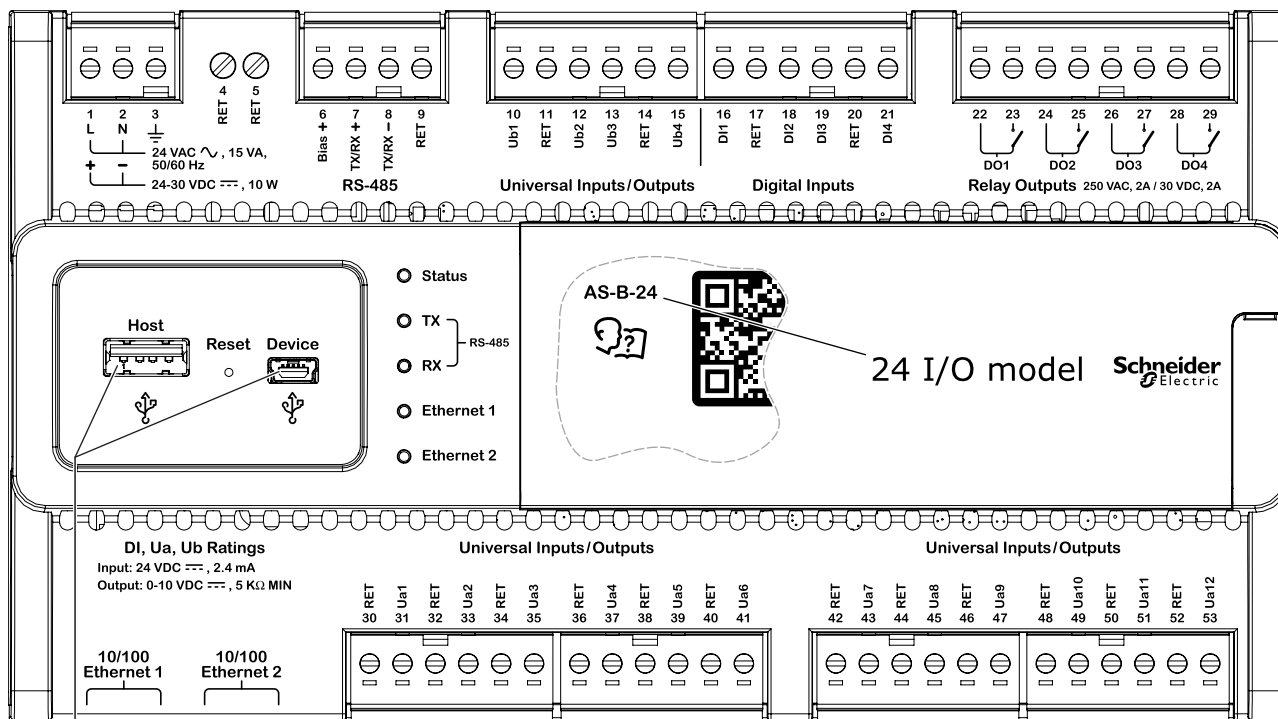 1 2 3
L N
+ −
24 VAC ∿ , 15 VA,
50/60 Hz
24-30 VDC ⎓ , 10 W
4 5
RET RET
6 7 8 9
Bias + TX/RX + TX/RX − RET
RS-485
10 11 12 13 14 15
Ub1 RET Ub2 Ub3 RET Ub4
Universal Inputs/Outputs
16 17 18 19 20 21
DI1 RET DI2 DI3 RET DI4
Digital Inputs
22 23 24 25 26 27 28 29
DO1 DO2 DO3 DO4
Relay Outputs 250 VAC, 2A / 30 VDC, 2A
Host
Reset
Device
Status
TX
RX
RS-485
Ethernet 1
Ethernet 2
AS-B-24
?
24 I/O model
Schneider
Electric
DI, Ua, Ub Ratings
Input: 24 VDC ⎓ , 2.4 mA
Output: 0-10 VDC ⎓ , 5 KΩ MIN
10/100
Ethernet 1
10/100
Ethernet 2
Universal Inputs/Outputs
RET Ua1 RET Ua2 RET Ua3 RET Ua4 RET Ua5 RET Ua6
30 31 32 33 34 35 36 37 38 39 40 41
Universal Inputs/Outputs
RET Ua7 RET Ua8 RET Ua9 RET Ua10 RET Ua11 RET Ua12
42 43 44 45 46 47 48 49 50 51 52 53